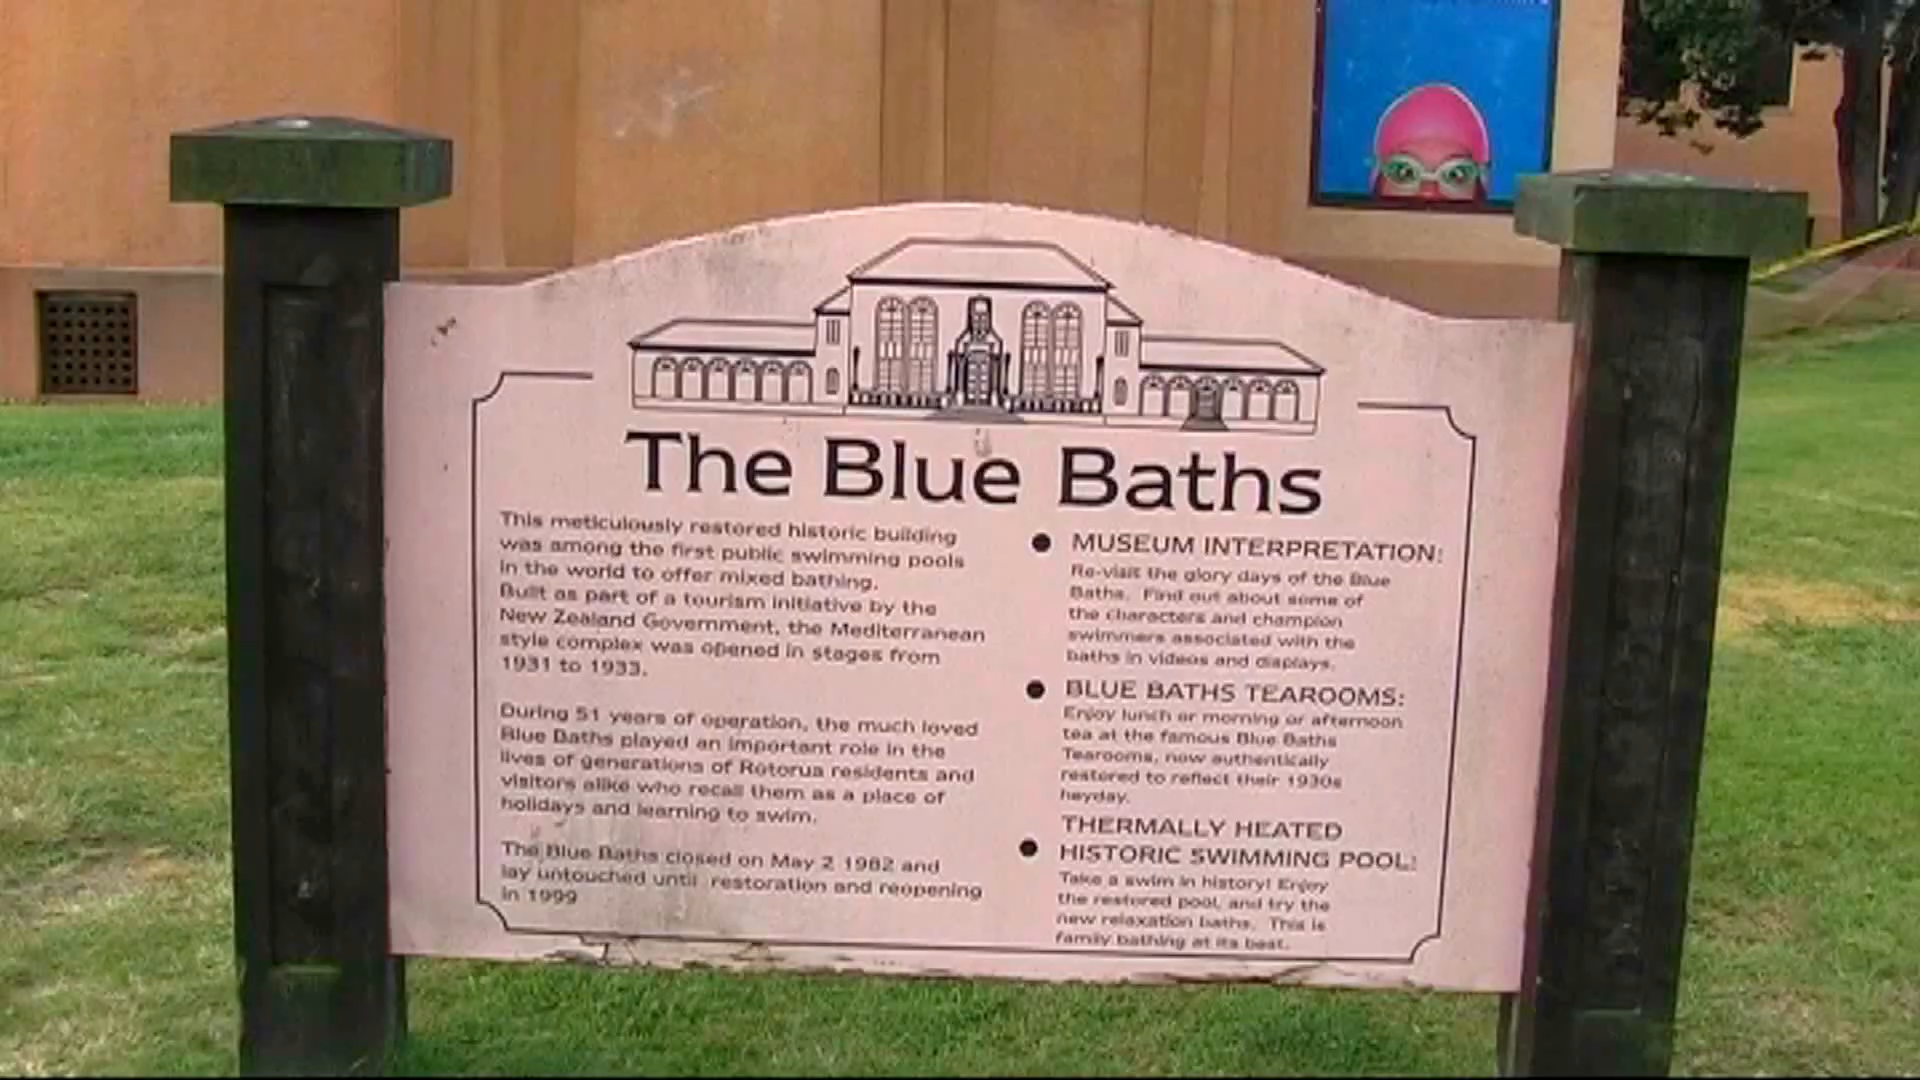 The Blue Baths
This meticulously restored historic building
was among the first public swimming pools
in the world to offer mixed bathing.
Built as part of a tourism initiative by the
New Zealand Government, the Mediterranean
style complex was opened in stages from
1931 to 1933.
During 51 years of operation, the much loved
Blue Baths played an important role in the
lives of generations of Rotorua residents and
visitors alike who recall them as a place of
holidays and learning to swim.
The Blue Baths closed on May 2 1982 and
lay untouched until restoration and reopening
in 1999
● MUSEUM INTERPRETATION:
Re-visit the glory days of the Blue
Baths. Find out about some of
the characters and champion
swimmers associated with the
baths in videos and displays.
● BLUE BATHS TEAROOMS:
Enjoy lunch or morning or afternoon
tea at the famous Blue Baths
Tearooms, now authentically
restored to reflect their 1930s
heyday.
THERMALLY HEATED
● HISTORIC SWIMMING POOL:
Take a swim in history! Enjoy
the restored pool, and try the
new relaxation baths. This is
family bathing at its best.